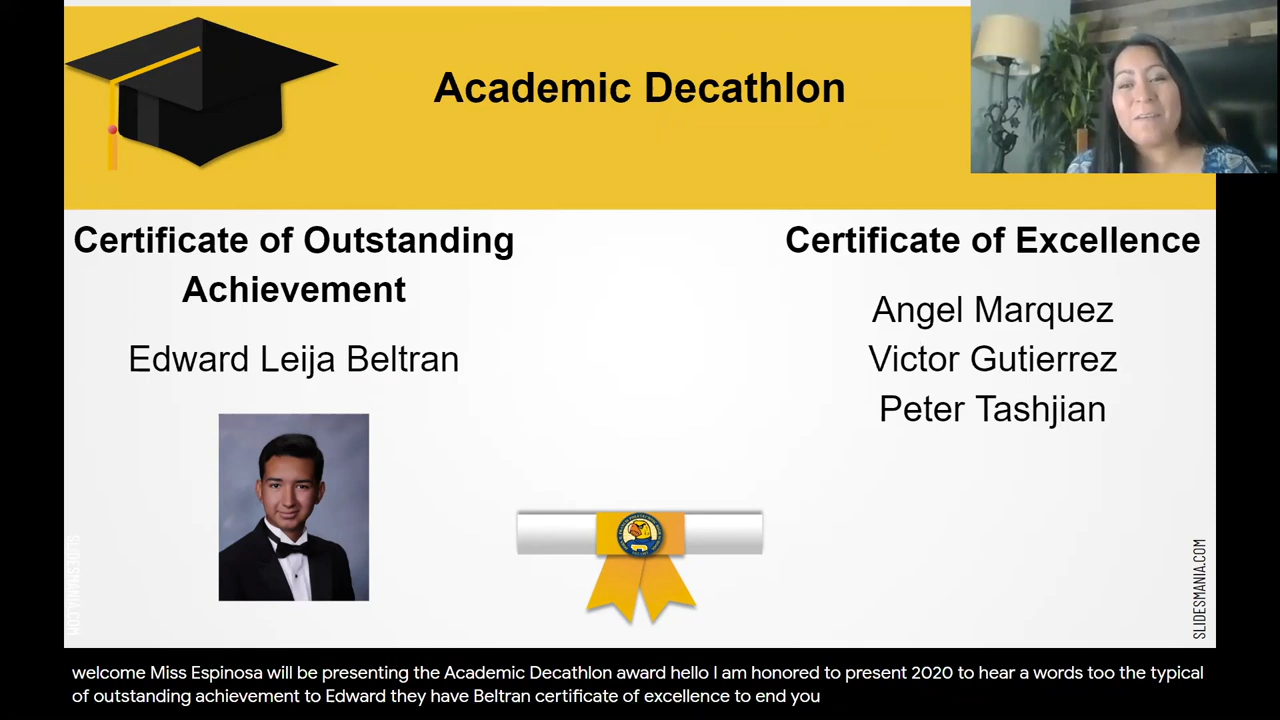 Academic Decathlon
Certificate of Outstanding
Achievement
Edward Leija Beltran
Certificate of Excellence
Angel Marquez
Victor Gutierrez
Peter Tashjian
SLIDESMANIA.COM
SLIDESMANIA.COM
welcome Miss Espinosa will be presenting the Academic Decathlon award hello I am honored to present 2020 to hear a words too the typical
of outstanding achievement to Edward they have Beltran certificate of excellence to end you